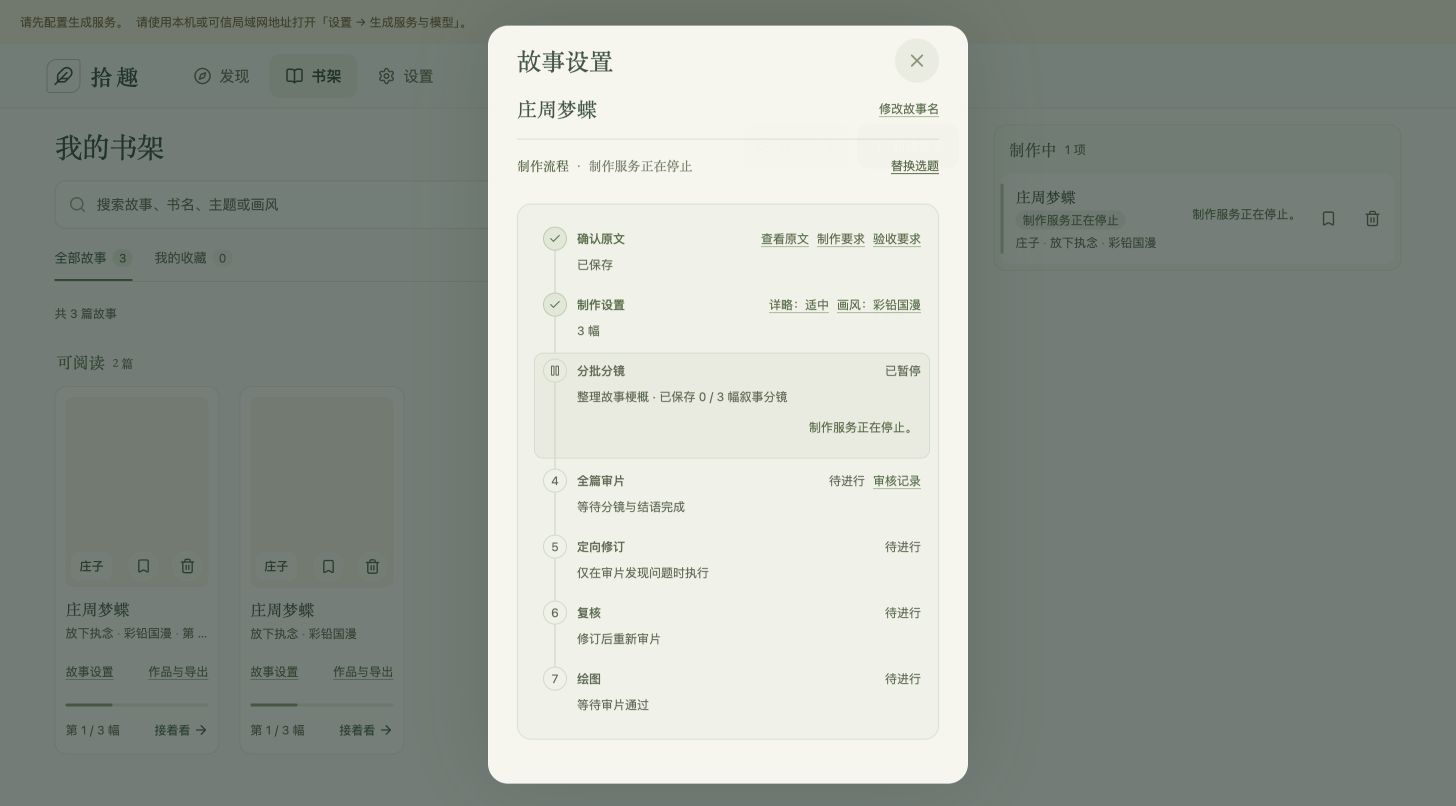 请先配置生成服务。 请使用本机或可信局域网地址打开「设置 → 生成服务与模型」。
拾趣 发现 书架 设置
我的书架
搜索故事、书名、主题或画风
全部故事 3 我的收藏 0
共 3 篇故事
可阅读 2 篇
庄子
庄周梦蝶
放下执念 · 彩铅国漫 · 第 ...
故事设置 作品与导出
第 1 / 3 幅 接着看 →
庄子
庄周梦蝶
放下执念 · 彩铅国漫
故事设置 作品与导出
第 1 / 3 幅 接着看 →
故事设置
庄周梦蝶 修改故事名
制作流程 · 制作服务正在停止 替换选题
确认原文 查看原文 制作要求 验收要求
已保存
制作设置 详略：适中 画风：彩铅国漫
3 幅
分批分镜 已暂停
整理故事梗概 · 已保存 0 / 3 幅叙事分镜
制作服务正在停止。
4 全篇审片 待进行 审核记录
等待分镜与结语完成
5 定向修订 待进行
仅在审片发现问题时执行
6 复核 待进行
修订后重新审片
7 绘图 待进行
等待审片通过
制作中 1 项
庄周梦蝶
制作服务正在停止 制作服务正在停止。
庄子 · 放下执念 · 彩铅国漫